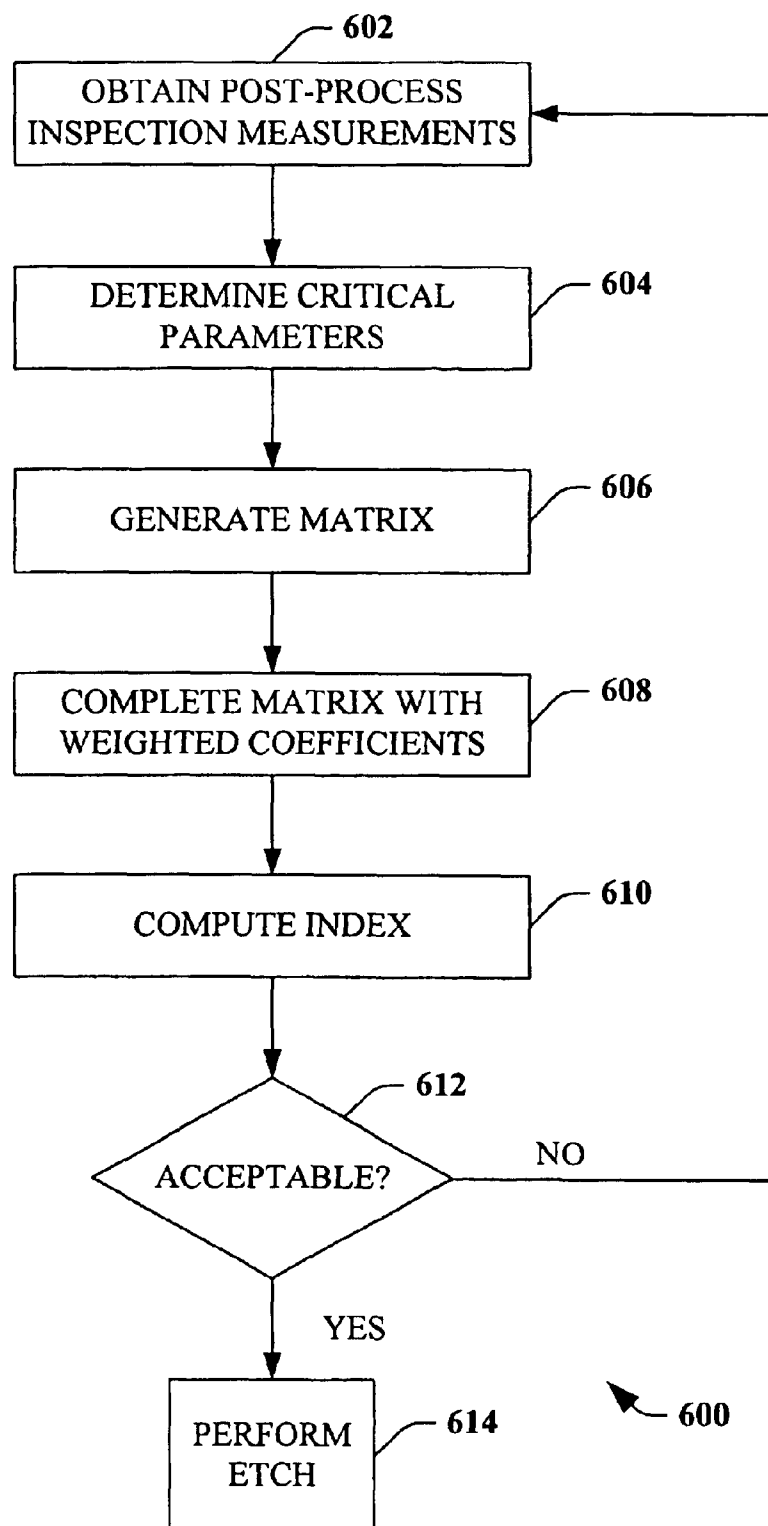 602
OBTAIN POST-PROCESS
INSPECTION MEASUREMENTS
604
DETERMINE CRITICAL
PARAMETERS
606
GENERATE MATRIX
608
COMPLETE MATRIX WITH
WEIGHTED COEFFICIENTS
610
COMPUTE INDEX
612
ACCEPTABLE?
NO
YES
614
PERFORM
ETCH
600